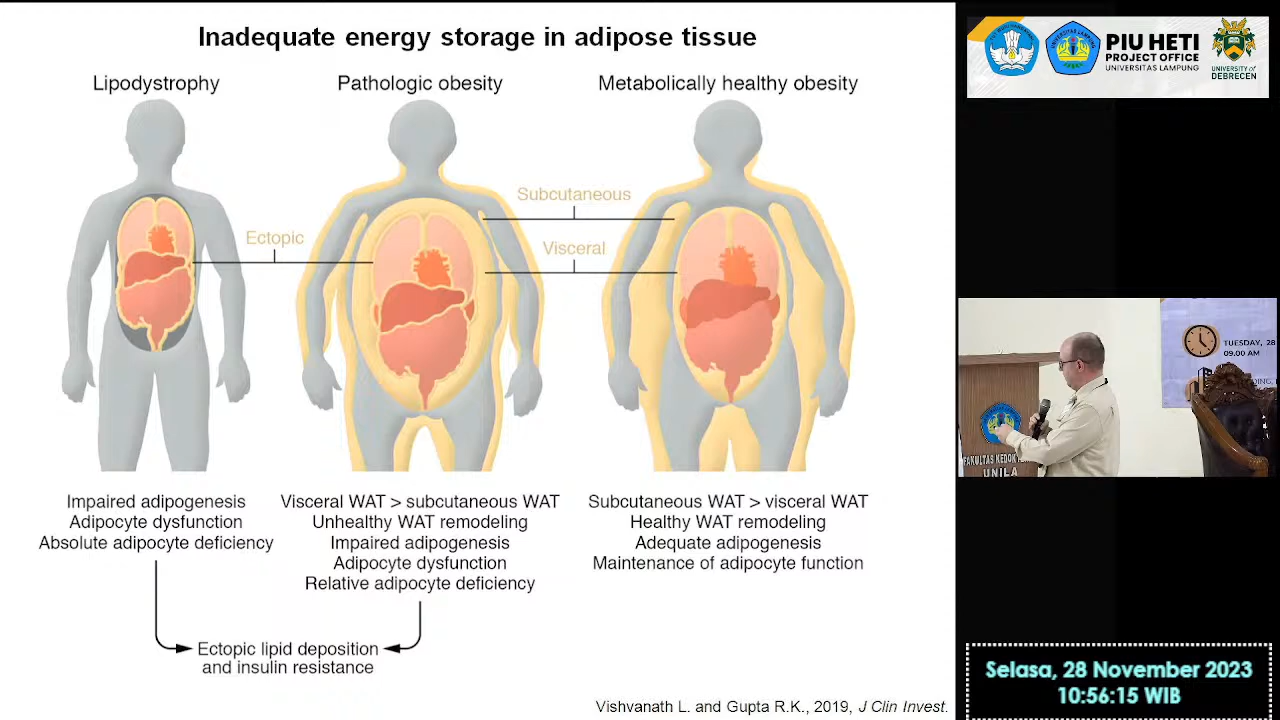 Inadequate energy storage in adipose tissue
Lipodystrophy
Pathologic obesity
Metabolically healthy obesity
Subcutaneous
Ectopic
Visceral
Impaired adipogenesis
Adipocyte dysfunction
Absolute adipocyte deficiency
Visceral WAT > subcutaneous WAT
Unhealthy WAT remodeling
Impaired adipogenesis
Adipocyte dysfunction
Relative adipocyte deficiency
Subcutaneous WAT > visceral WAT
Healthy WAT remodeling
Adequate adipogenesis
Maintenance of adipocyte function
Ectopic lipid deposition
and insulin resistance
Vishvanath L. and Gupta R.K., 2019, J Clin Invest.
PIU HETI
PROJECT OFFICE
UNIVERSITAS LAMPUNG
UNIVERSITY of
DEBRECEN
TUESDAY, 28
09.00 AM
UNILA
Selasa, 28 November 2023
10:56:15 WIB